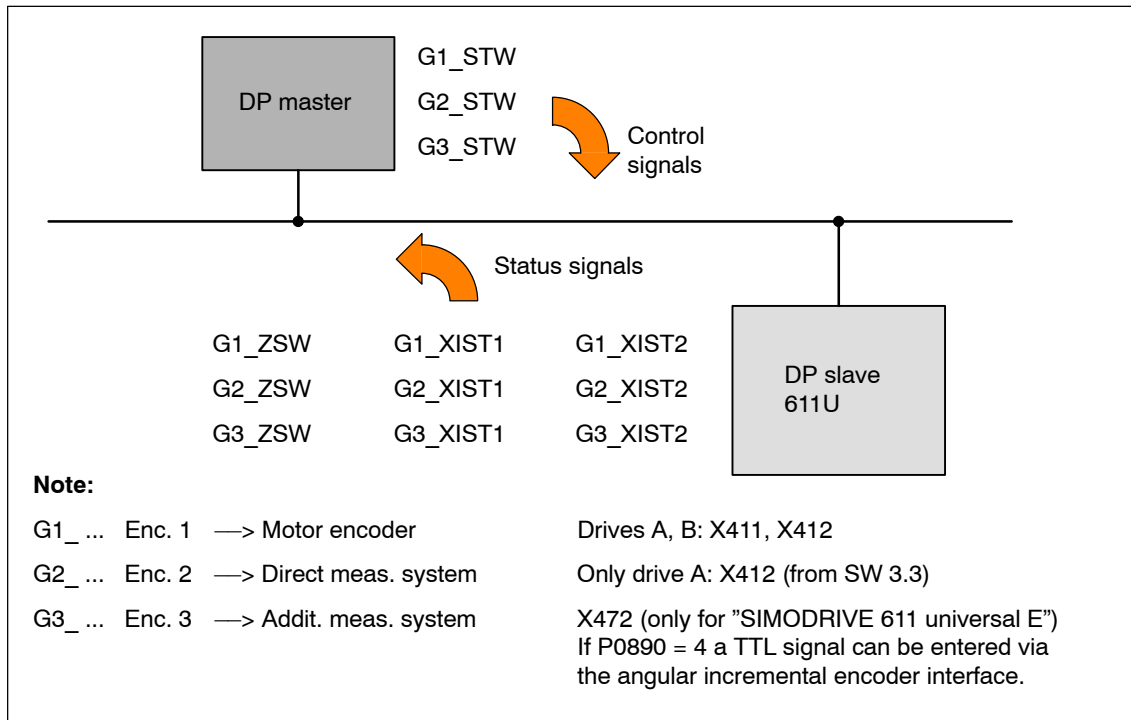 G1_STW
DP master
G2_STW
G3_STW
Control
signals
Status signals
G1_ZSW G1_XIST1 G1_XIST2
G2_ZSW G2_XIST1 G2_XIST2
G3_ZSW G3_XIST1 G3_XIST2
DP slave
611U
Note:
G1_ ... Enc. 1 —> Motor encoder Drives A, B: X411, X412
G2_ ... Enc. 2 —> Direct meas. system Only drive A: X412 (from SW 3.3)
G3_ ... Enc. 3 —> Addit. meas. system X472 (only for ”SIMODRIVE 611 universal E”)
If P0890 = 4 a TTL signal can be entered via
the angular incremental encoder interface.